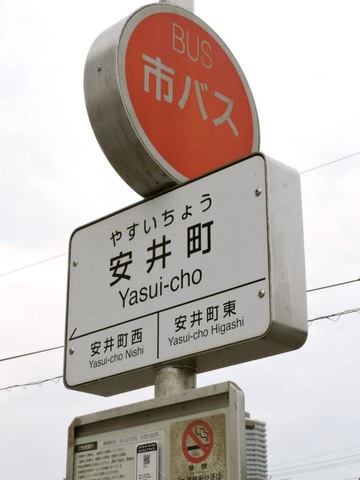 BUS
市バス
やすいちょう
安井町
Yasui-cho
安井町西
Yasui-cho Nishi
安井町東
Yasui-cho Higashi
禁煙